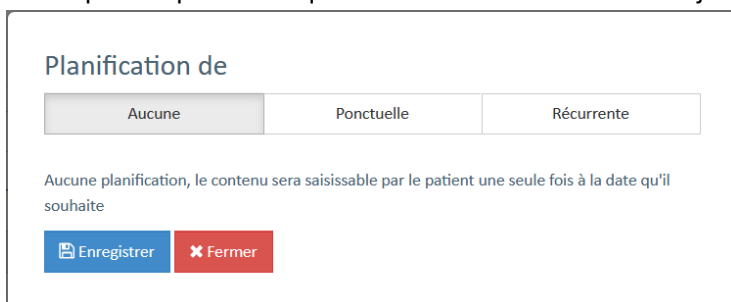 Planification de
Aucune Ponctuelle Récurrente
Aucune planification, le contenu sera saisissable par le patient une seule fois à la date qu'il
souhaite
Enregistrer Fermer